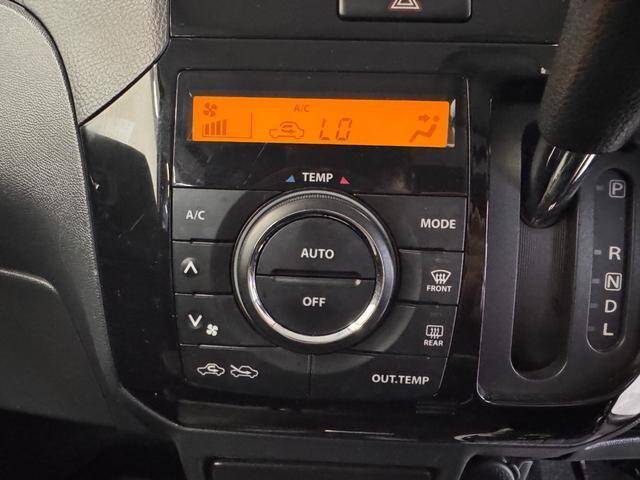 A/C
LO
TEMP
A/C
MODE
AUTO
OFF
FRONT
REAR
OUT.TEMP
P
R
N
D
L